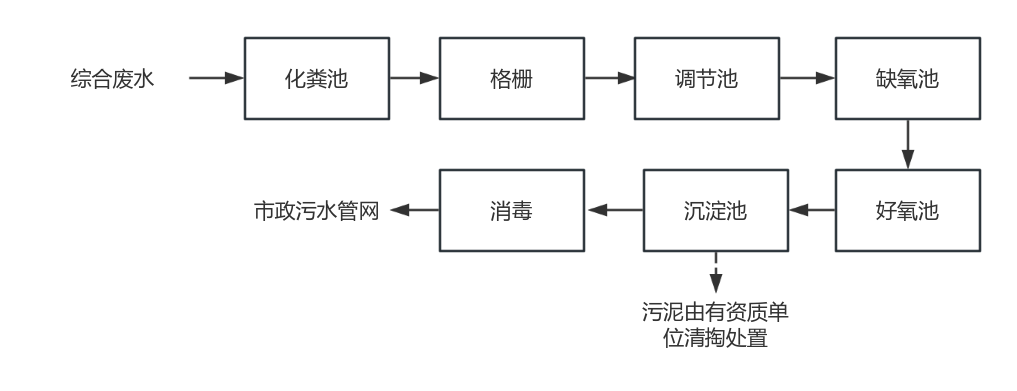 综合废水
化粪池
格栅
调节池
缺氧池
好氧池
沉淀池
消毒
市政污水管网
污泥由有资质单
位清掏处置